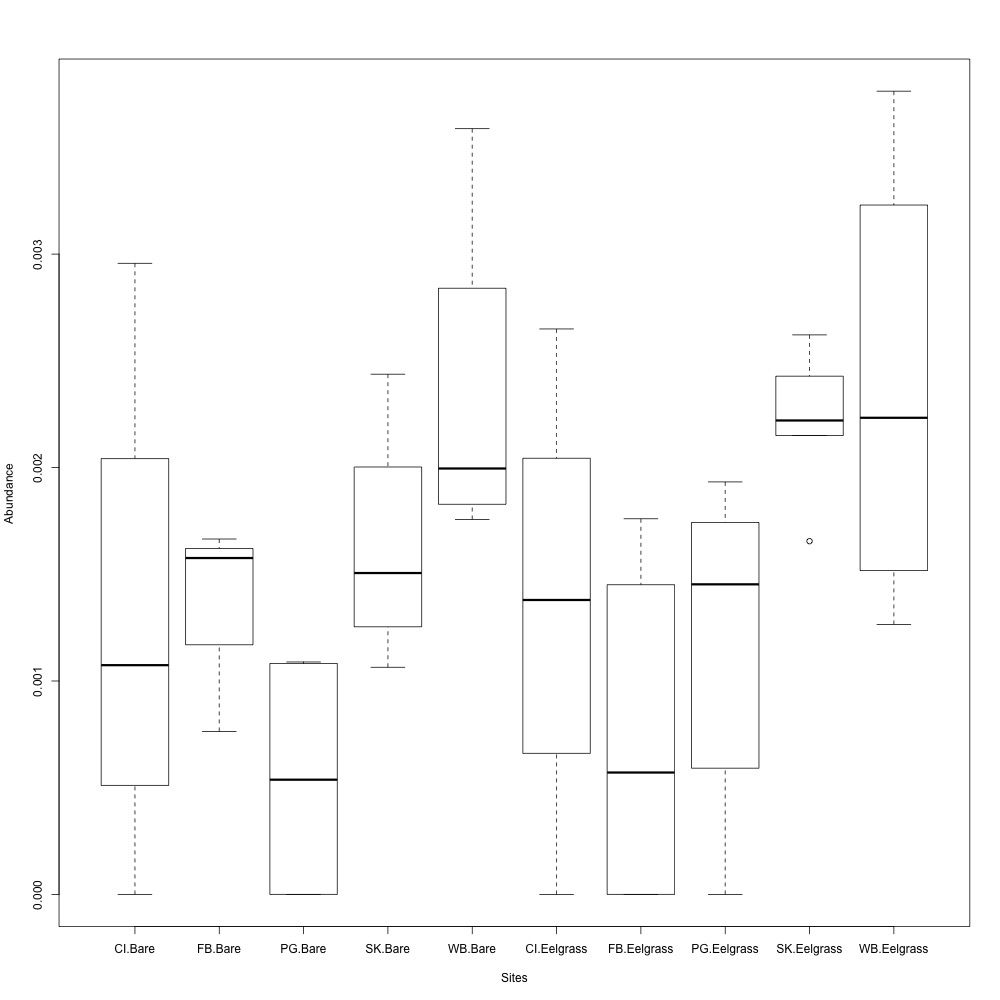 Abundance
0.003
0.002
0.001
0.000
CI.Bare FB.Bare PG.Bare SK.Bare WB.Bare CI.Eelgrass FB.Eelgrass PG.Eelgrass SK.Eelgrass WB.Eelgrass
Sites